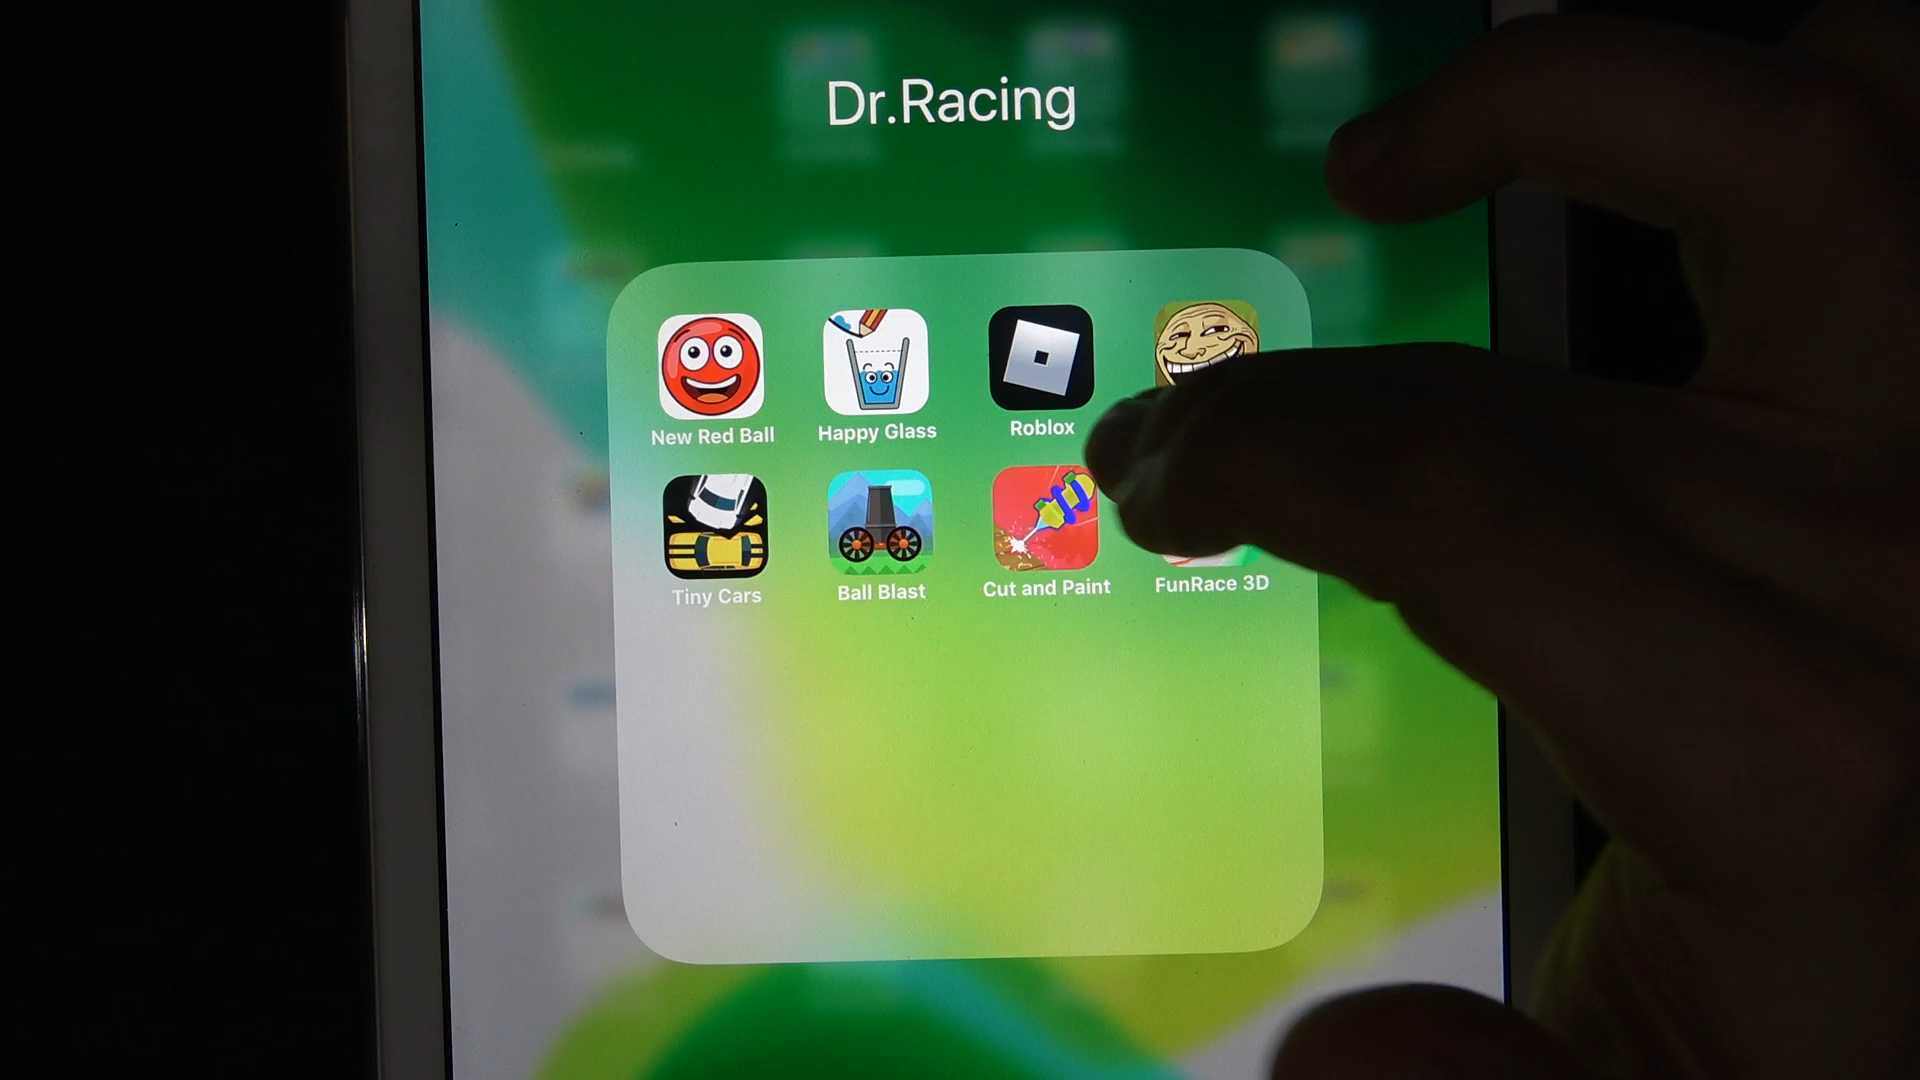 Dr.Racing
New Red Ball
Happy Glass
Roblox
Tiny Cars
Ball Blast
Cut and Paint
FunRace 3D